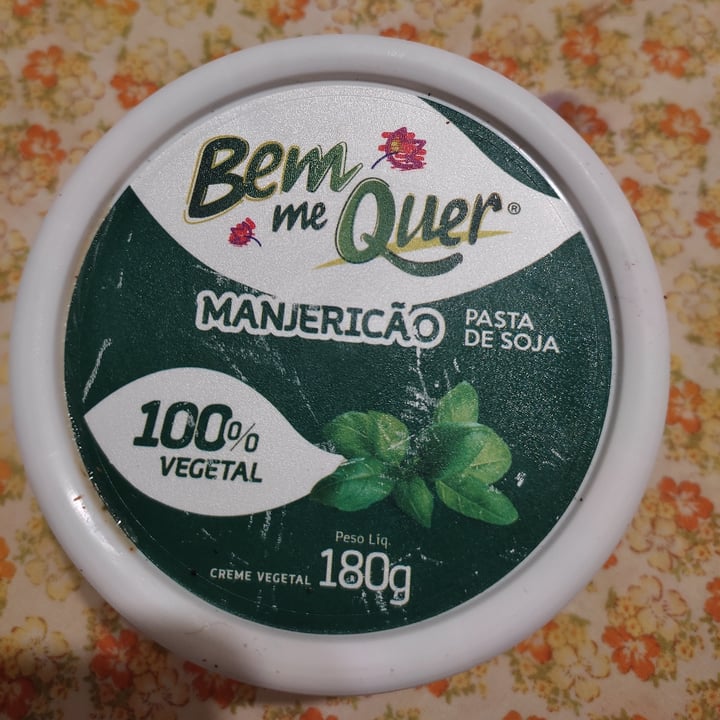 Bem
me Quer®
MANJERICÃO
PASTA
DE SOJA
100%
VEGETAL
Peso Líq.
CREME VEGETAL 180g